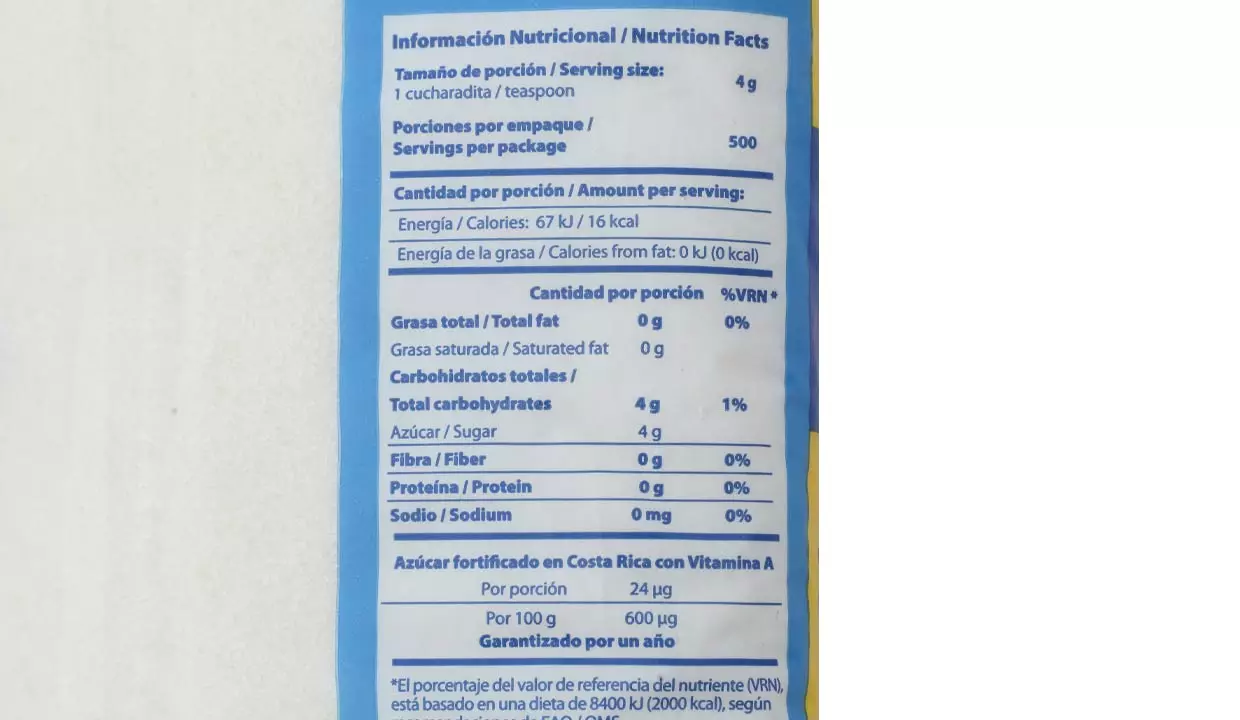 Información Nutricional / Nutrition Facts
Tamaño de porción / Serving size:
1 cucharadita / teaspoon 4 g
Porciones por empaque /
Servings per package 500
Cantidad por porción / Amount per serving:
Energía / Calories: 67 kJ / 16 kcal
Energía de la grasa / Calories from fat: 0 kJ (0 kcal)
Cantidad por porción %VRN*
Grasa total / Total fat 0 g 0%
Grasa saturada / Saturated fat 0 g
Carbohidratos totales /
Total carbohydrates 4 g 1%
Azúcar / Sugar 4 g
Fibra / Fiber 0 g 0%
Proteína / Protein 0 g 0%
Sodio / Sodium 0 mg 0%
Azúcar fortificado en Costa Rica con Vitamina A
Por porción 24 µg
Por 100 g 600 µg
Garantizado por un año
*El porcentaje del valor de referencia del nutriente (VRN),
está basado en una dieta de 8400 kJ (2000 kcal), según